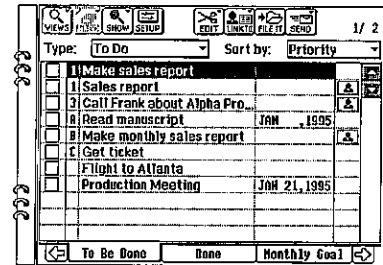 VIEWS SHOW SETUP EDIT LINKTO FILE IT SEND 1/ 2
Type: To Do Sort by: Priority
1 Make sales report
1 Sales report
3 Call Frank about Alpha Pro...
A Read manuscript JAN ,1995
B Make monthly sales report
C Get ticket
Flight to Atlanta
Production Meeting JAN 21,1995
To Be Done Done Monthly Goal